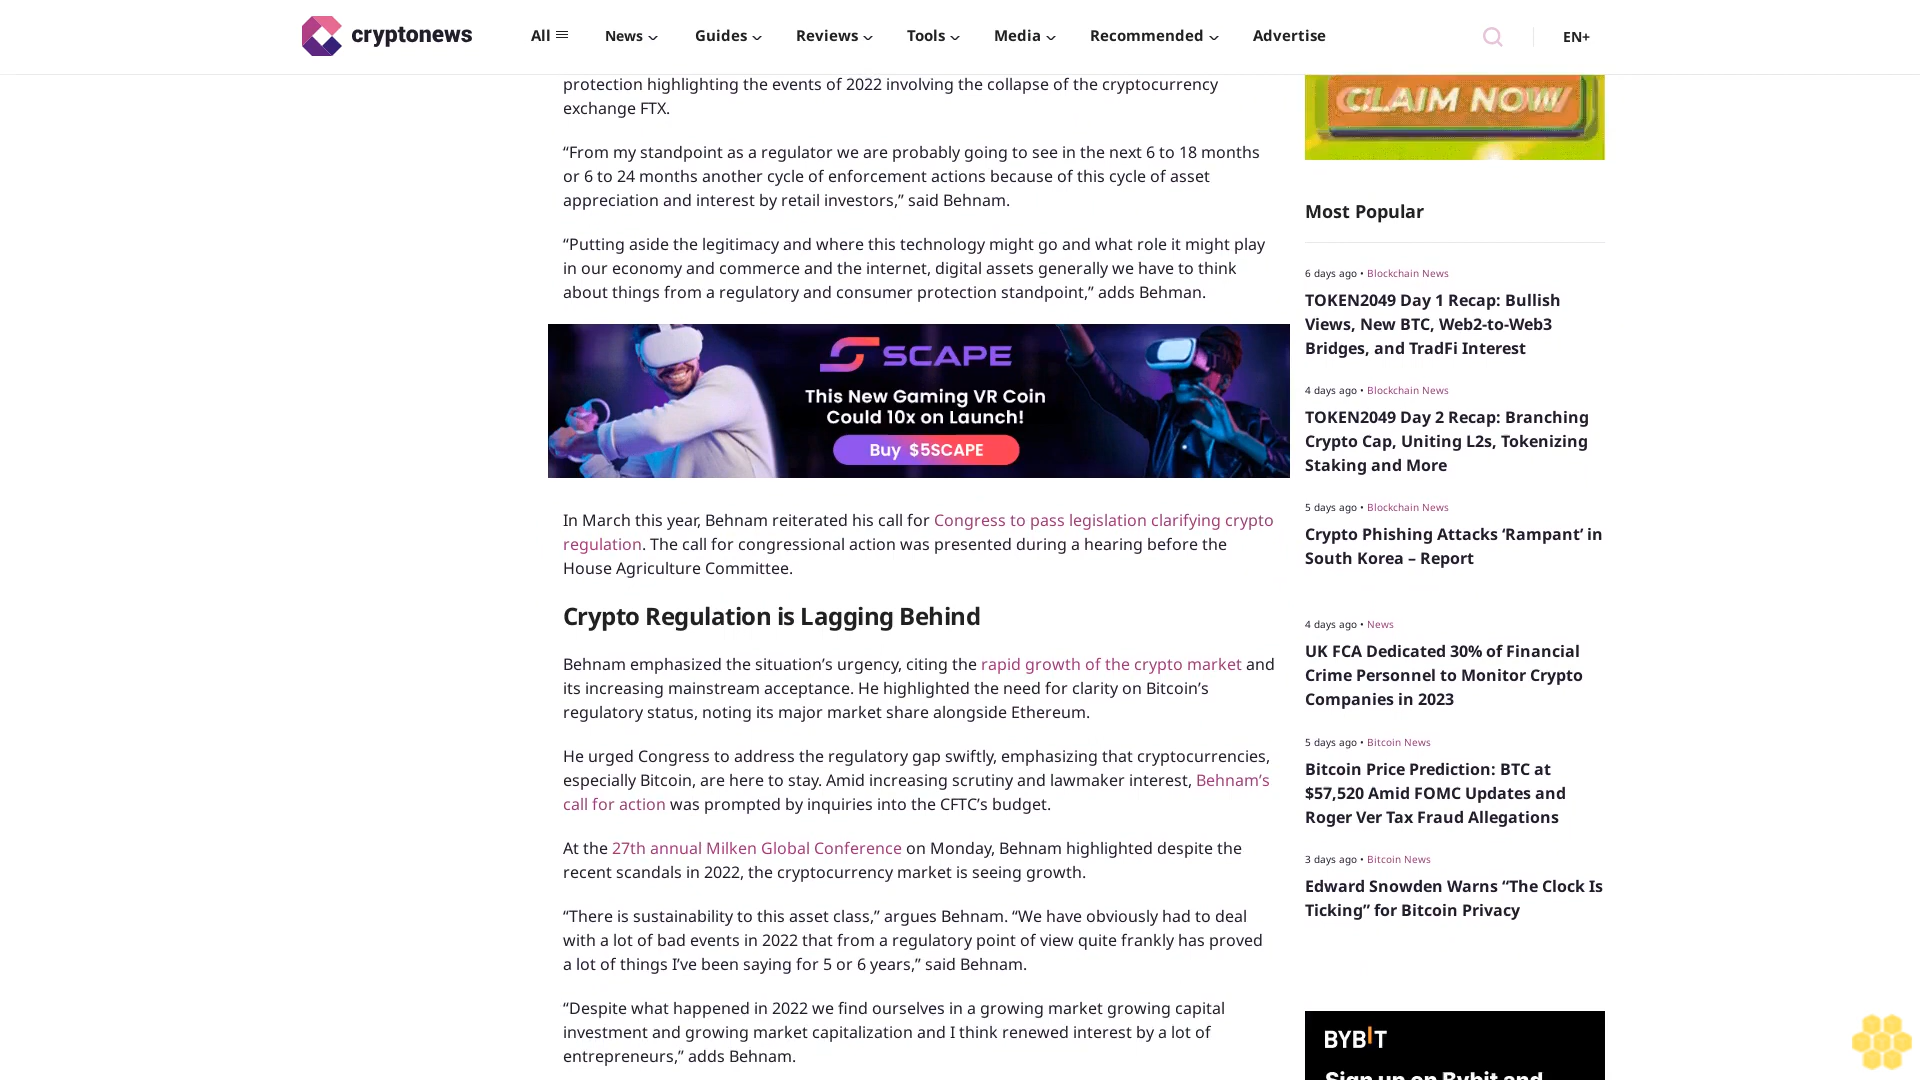 cryptonews
All
News
Guides
Reviews
Tools
Media
Recommended
Advertise
EN+
protection highlighting the events of 2022 involving the collapse of the cryptocurrency
exchange FTX.
“From my standpoint as a regulator we are probably going to see in the next 6 to 18 months
or 6 to 24 months another cycle of enforcement actions because of this cycle of asset
appreciation and interest by retail investors,” said Behnam.
“Putting aside the legitimacy and where this technology might go and what role it might play
in our economy and commerce and the internet, digital assets generally we have to think
about things from a regulatory and consumer protection standpoint,” adds Behman.
5SCAPE
This New Gaming VR Coin
Could 10x on Launch!
Buy $5SCAPE
In March this year, Behnam reiterated his call for Congress to pass legislation clarifying crypto
regulation. The call for congressional action was presented during a hearing before the
House Agriculture Committee.
Crypto Regulation is Lagging Behind
Behnam emphasized the situation’s urgency, citing the rapid growth of the crypto market and
its increasing mainstream acceptance. He highlighted the need for clarity on Bitcoin’s
regulatory status, noting its major market share alongside Ethereum.
He urged Congress to address the regulatory gap swiftly, emphasizing that cryptocurrencies,
especially Bitcoin, are here to stay. Amid increasing scrutiny and lawmaker interest, Behnam’s
call for action was prompted by inquiries into the CFTC’s budget.
At the 27th annual Milken Global Conference on Monday, Behnam highlighted despite the
recent scandals in 2022, the cryptocurrency market is seeing growth.
“There is sustainability to this asset class,” argues Behnam. “We have obviously had to deal
with a lot of bad events in 2022 that from a regulatory point of view quite frankly has proved
a lot of things I’ve been saying for 5 or 6 years,” said Behnam.
“Despite what happened in 2022 we find ourselves in a growing market growing capital
investment and growing market capitalization and I think renewed interest by a lot of
entrepreneurs,” adds Behnam.
CLAIM NOW
Most Popular
6 days ago • Blockchain News
TOKEN2049 Day 1 Recap: Bullish
Views, New BTC, Web2-to-Web3
Bridges, and TradFi Interest
4 days ago • Blockchain News
TOKEN2049 Day 2 Recap: Branching
Crypto Cap, Uniting L2s, Tokenizing
Staking and More
5 days ago • Blockchain News
Crypto Phishing Attacks ‘Rampant’ in
South Korea – Report
4 days ago • News
UK FCA Dedicated 30% of Financial
Crime Personnel to Monitor Crypto
Companies in 2023
5 days ago • Bitcoin News
Bitcoin Price Prediction: BTC at
$57,520 Amid FOMC Updates and
Roger Ver Tax Fraud Allegations
3 days ago • Bitcoin News
Edward Snowden Warns “The Clock Is
Ticking” for Bitcoin Privacy
BYBIT
Sign up on Bybit and